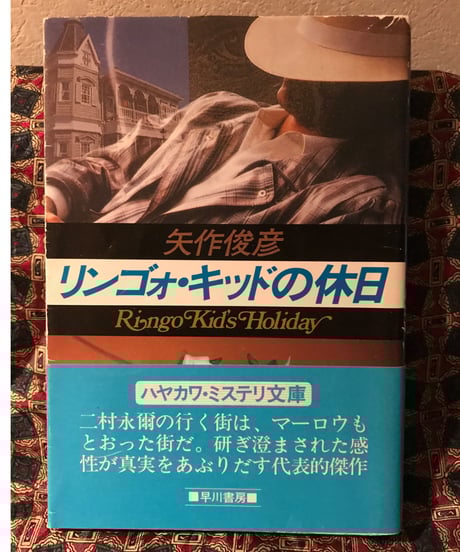 矢作俊彦
リンゴォ・キッドの休日
Ringo Kid's Holiday
ハヤカワ・ミステリ文庫
二村永爾の行く街は、マーロウも
とおった街だ。研ぎ澄まされた感
性が真実をあぶりだす代表的傑作
早川書房